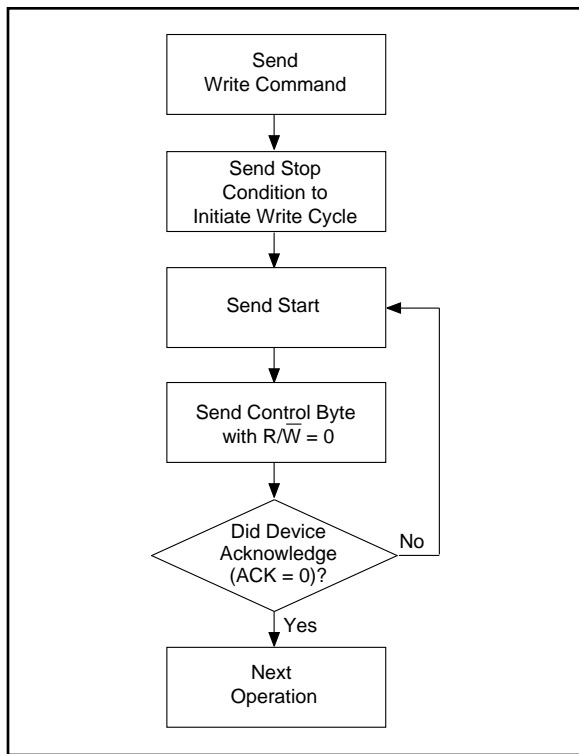 Send
Write Command
Send Stop
Condition to
Initiate Write Cycle
Send Start
Send Control Byte
with R/W̅ = 0
Did Device
Acknowledge
(ACK = 0)?
No
Yes
Next
Operation